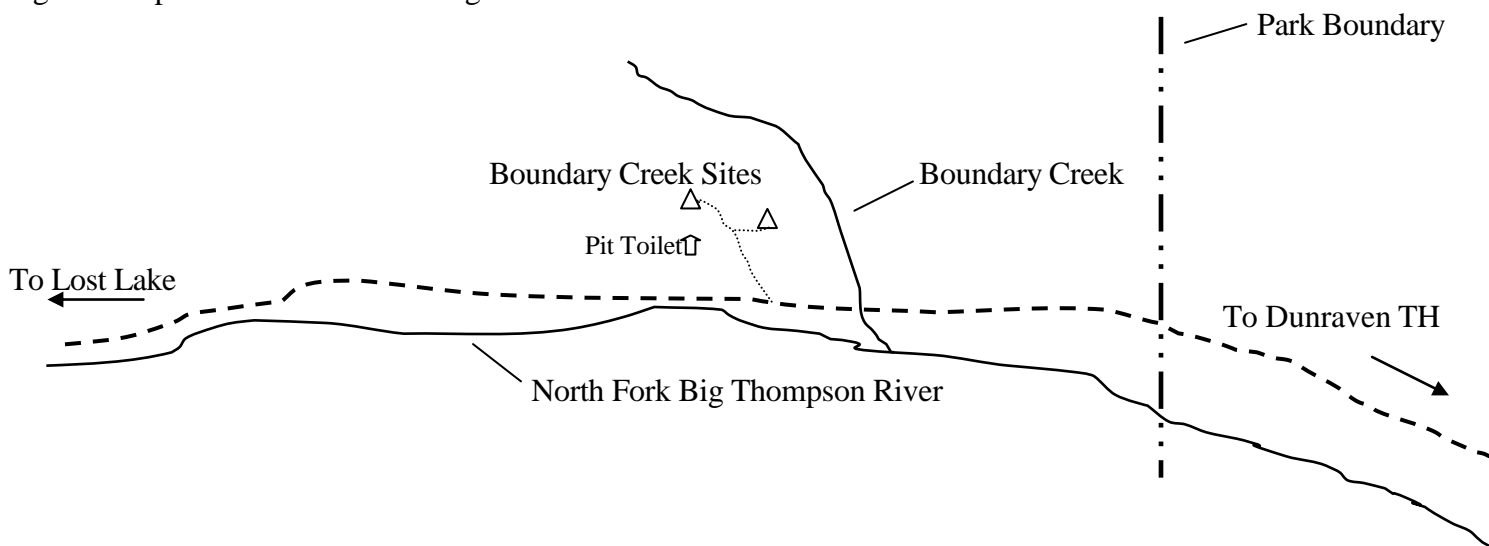 Park Boundary
Boundary Creek Sites
Boundary Creek
Pit Toilet
To Lost Lake
To Dunraven TH
North Fork Big Thompson River